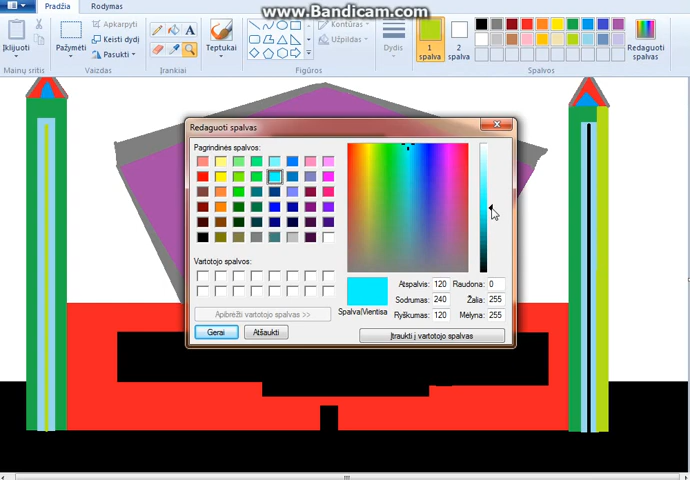 www.Bandicam.com
Pradžia
Rodymas
Įklijuoti
Pažymėti
Apkarpyti
Keisti dydį
Pasukti
Teptukai
Kontūras
Užpildas
Dydis
1
spalva
2
spalva
Redaguoti
spalvas
Mainų sritis
Vaizdas
Įrankiai
Figūros
Spalvos
Redaguoti spalvas
Pagrindinės spalvos:
Vartotojo spalvos:
Apibrėžti vartotojo spalvas >>
Gerai
Atšaukti
Spalva|Vientisa
Atspalvis: 120
Raudona: 0
Sodrumas: 240
Žalia: 255
Ryškumas: 120
Mėlyna: 255
Įtraukti į vartotojo spalvas